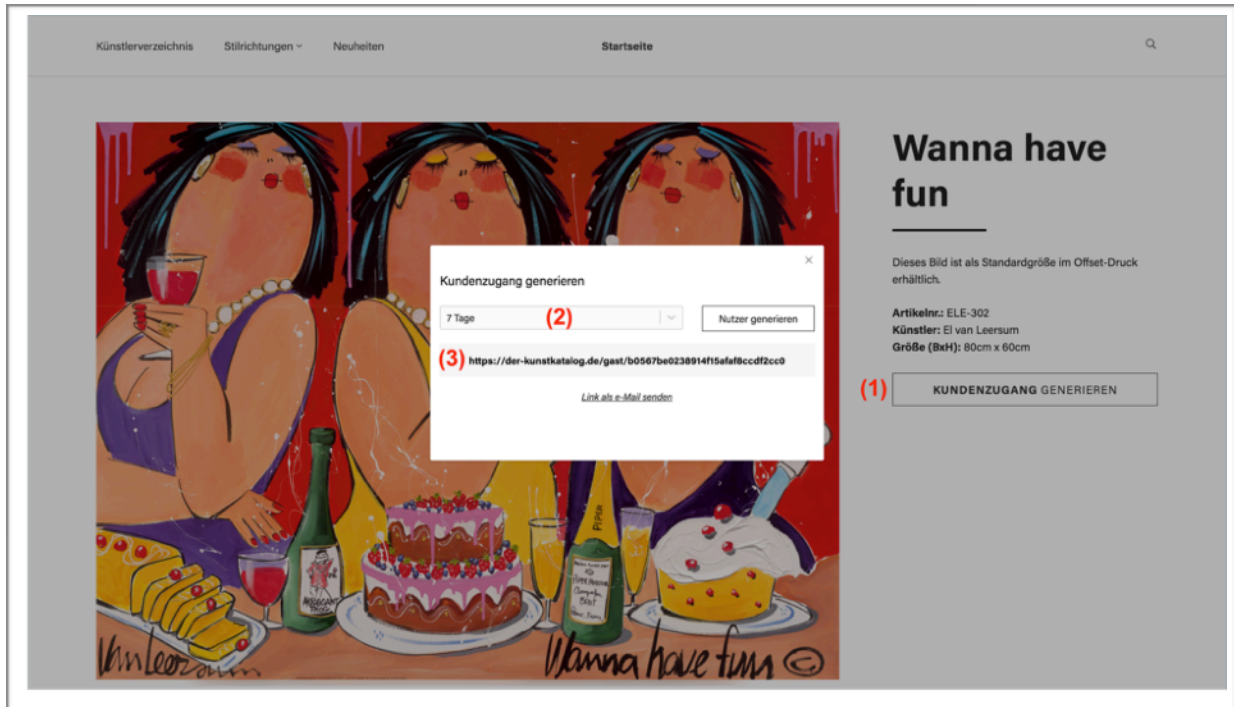 Künstlerverzeichnis Stilrichtungen Neuheiten Startseite
Wanna have
fun
Dieses Bild ist als Standardgröße im Offset-Druck
erhältlich.
Artikelnr.: ELE-302
Künstler: El van Leersum
Größe (BxH): 80cm x 60cm
(1) KUNDENZUGANG GENERIEREN
Kundenzugang generieren
7 Tage (2) Nutzer generieren
(3) https://der-kunstkatalog.de/gast/b0567be0238914f15afaf8ccdf2cc0
Link als e-Mail senden
PIPER
Van Leersum Wanna have fun ©